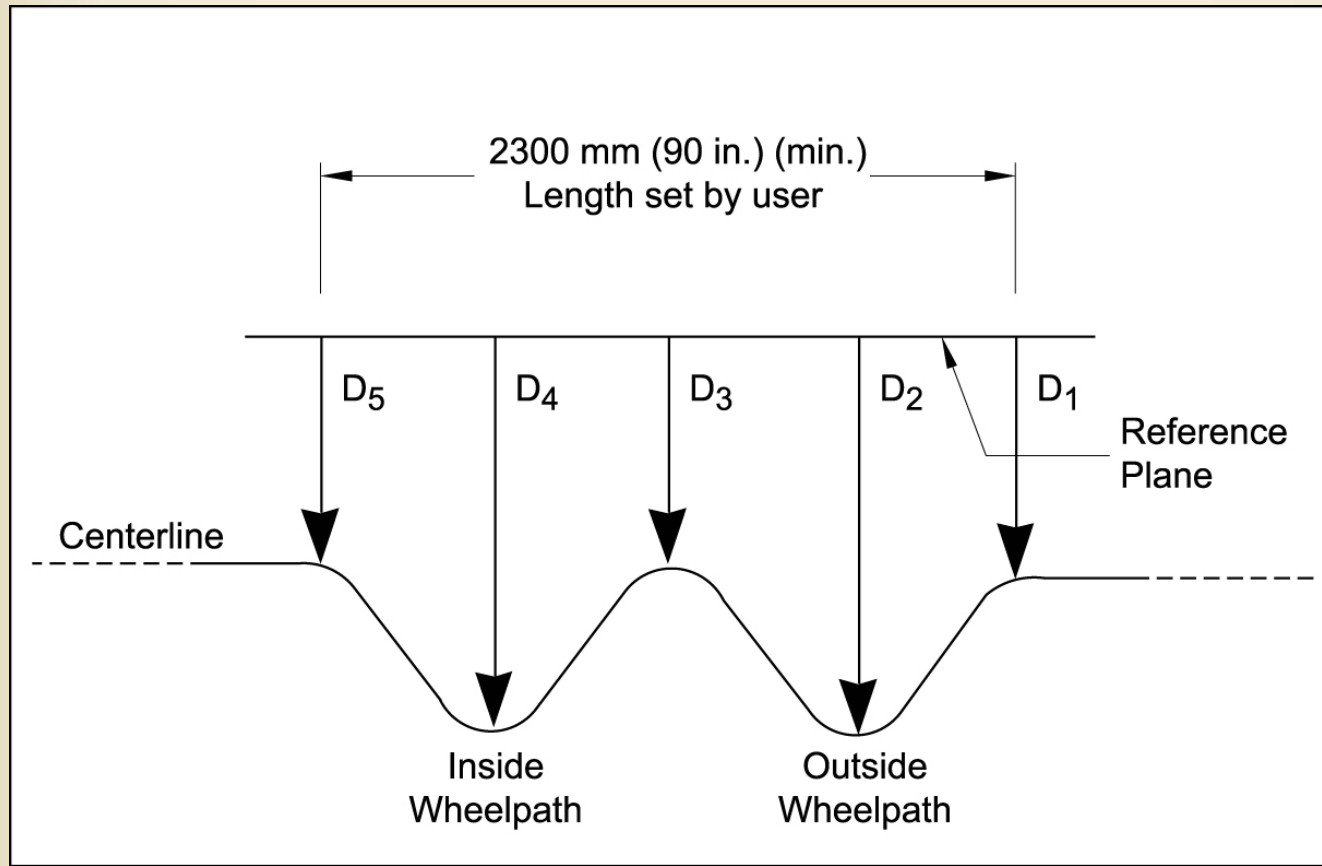 2300 mm (90 in.) (min.)
Length set by user
D5 D4 D3 D2 D1
Reference
Plane
Centerline
Inside
Wheelpath
Outside
Wheelpath